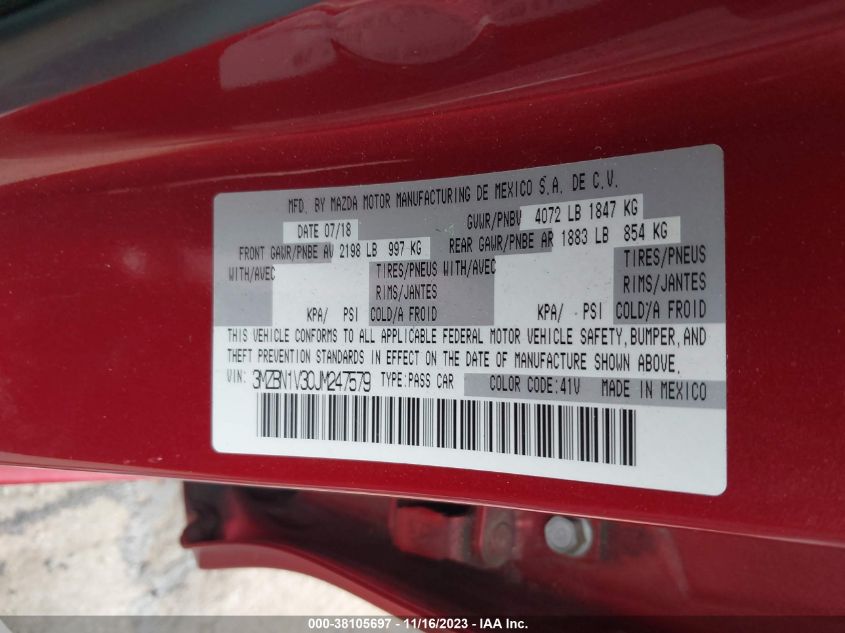 MFD. BY MAZDA MOTOR MANUFACTURING DE MEXICO S.A. DE C.V.
DATE 07/18 GVWR/PNBV 4072 LB 1847 KG
FRONT GAWR/PNBE AV 2198 LB 997 KG REAR GAWR/PNBE AR 1883 LB 854 KG
WITH/AVEC TIRES/PNEUS WITH/AVEC TIRES/PNEUS
RIMS/JANTES RIMS/JANTES
KPA/ PSI COLD/A FROID KPA/ PSI COLD/A FROID
THIS VEHICLE CONFORMS TO ALL APPLICABLE FEDERAL MOTOR VEHICLE SAFETY, BUMPER, AND
THEFT PREVENTION STANDARDS IN EFFECT ON THE DATE OF MANUFACTURE SHOWN ABOVE.
VIN: 3MZBN1V30JM247579 TYPE:PASS CAR COLOR CODE:41V MADE IN MEXICO
000-38105697 - 11/16/2023 - IAA Inc.